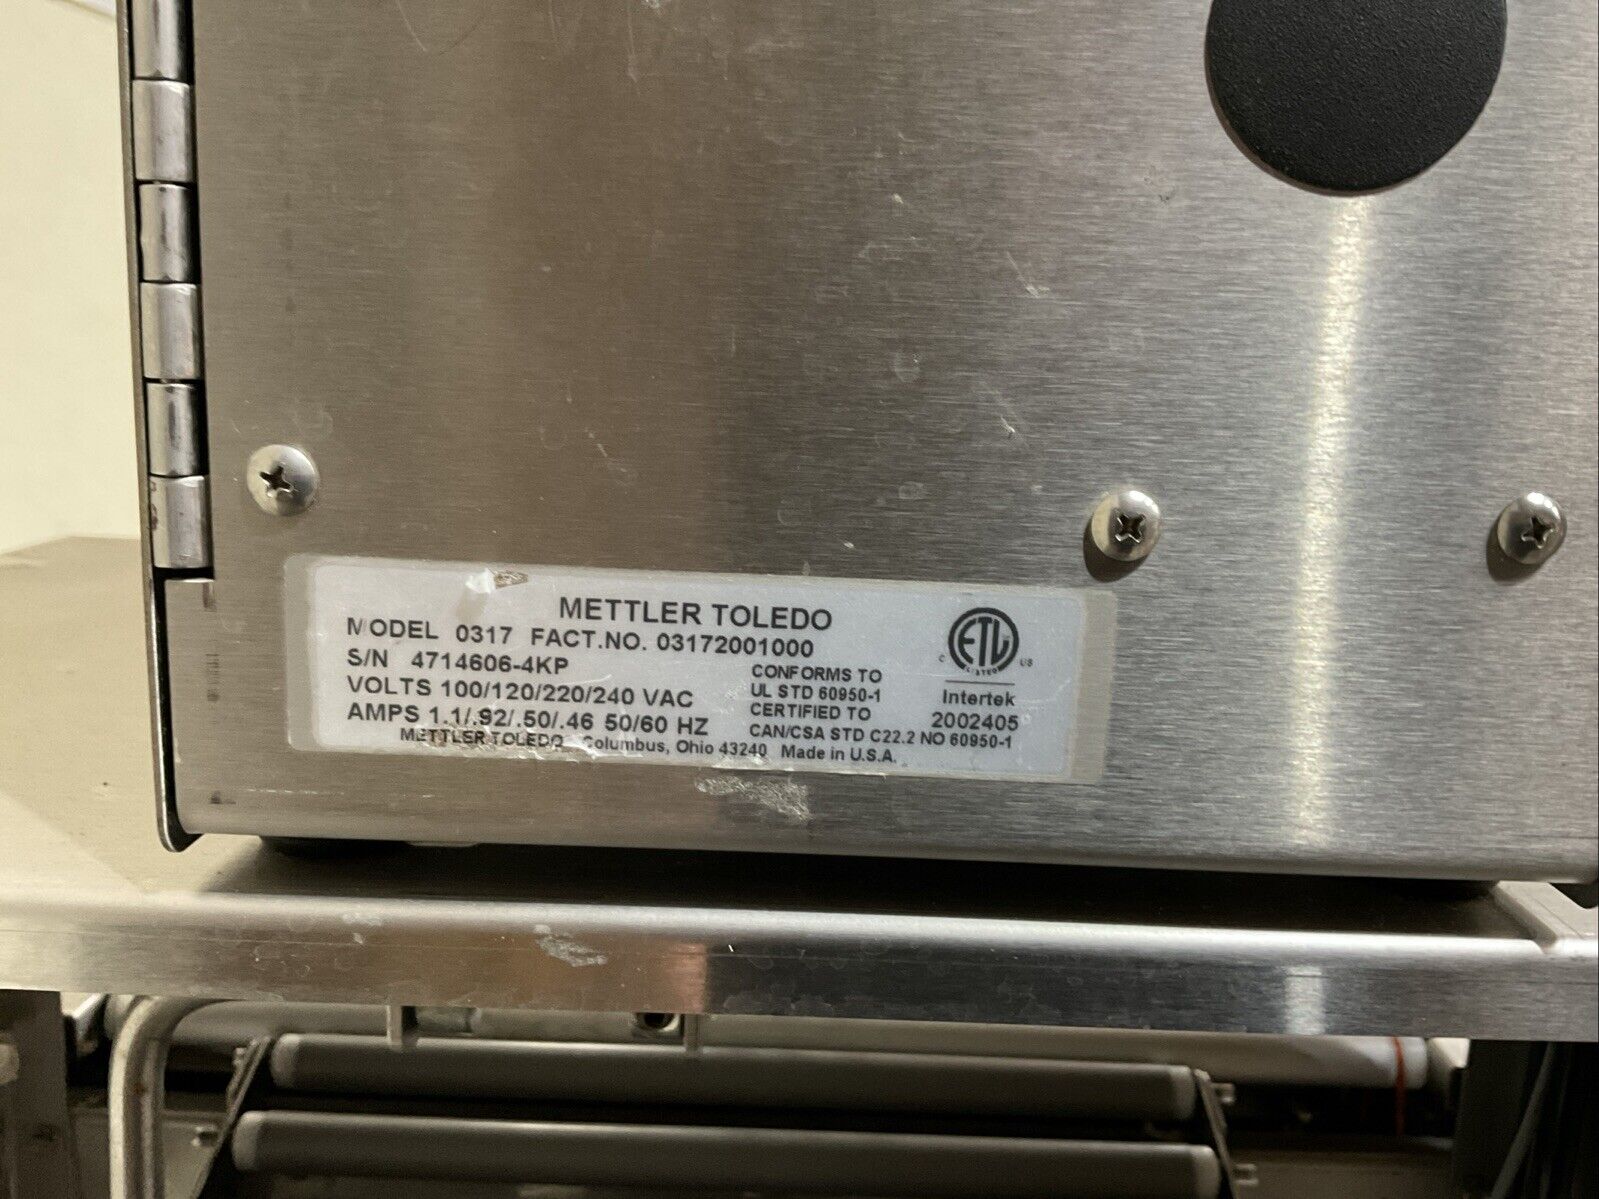 METTLER TOLEDO
MODEL 0317 FACT.NO. 03172001000
S/N 4714606-4KP
VOLTS 100/120/220/240 VAC
AMPS 1.1/.92/.50/.46 50/60 HZ
CONFORMS TO
UL STD 60950-1
CERTIFIED TO
CAN/CSA STD C22.2 NO 60950-1
METTLER TOLEDO Columbus, Ohio 43240 Made in U.S.A.
ETL
C LISTED US
Intertek
2002405